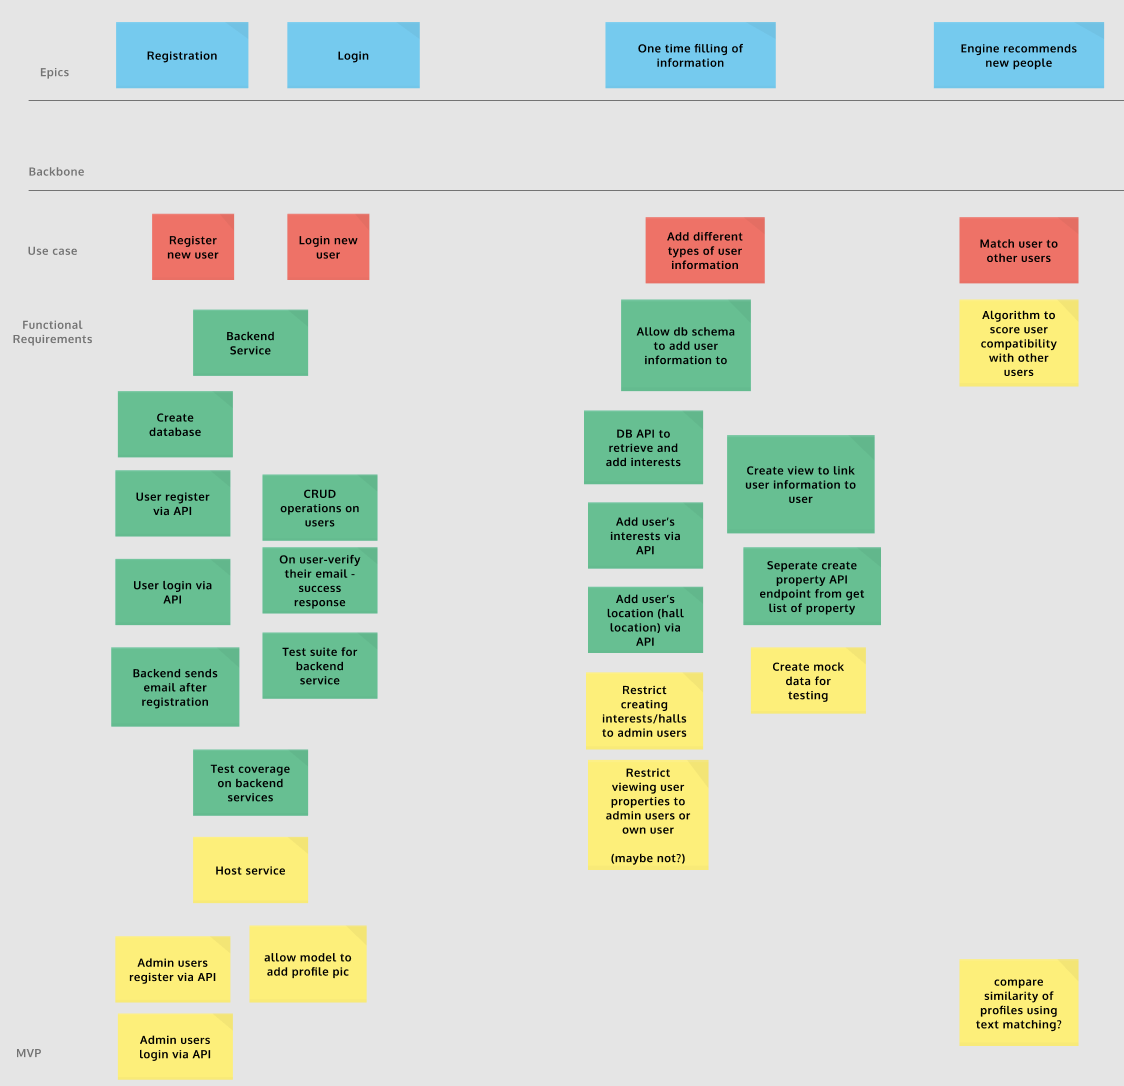 Epics
Registration
Login
One time filling of
information
Engine recommends
new people
Backbone
Use case
Register
new user
Login new
user
Add different
types of user
information
Match user to
other users
Functional
Requirements
Backend
Service
Create
database
User register
via API
CRUD
operations on
users
User login via
API
On user-verify
their email -
success
response
Backend sends
email after
registration
Test suite for
backend
service
Test coverage
on backend
services
Host service
Admin users
register via API
allow model to
add profile pic
Admin users
login via API
Allow db schema
to add user
information to
DB API to
retrieve and
add interests
Create view to link
user information to
user
Add user's
interests via
API
Seperate create
property API
endpoint from get
list of property
Add user's
location (hall
location) via
API
Create mock
data for
testing
Restrict
creating
interests/halls
to admin users
Restrict
viewing user
properties to
admin users or
own user
(maybe not?)
Algorithm to
score user
compatibility
with other
users
compare
similarity of
profiles using
text matching?
MVP